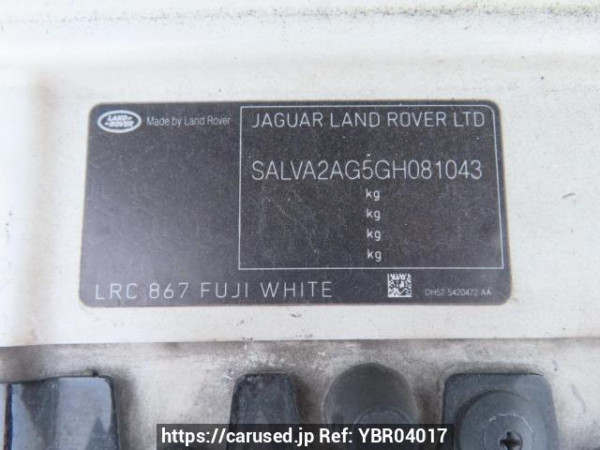 LAND ROVER
Made by Land Rover
JAGUAR LAND ROVER LTD
SALVA2AG5GH081043
kg
kg
kg
kg
LRC 867 FUJI WHITE
DH52-5420472-AA
https://carused.jp Ref: YBR04017